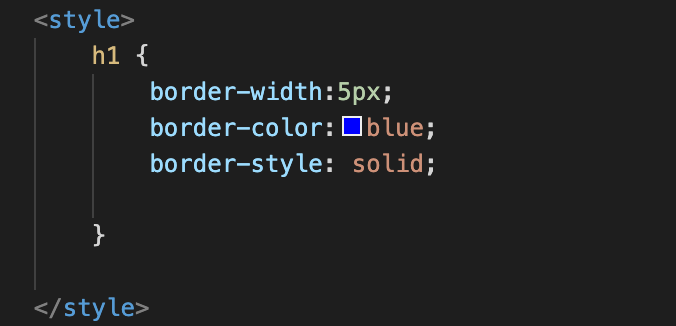 <style>
h1 {
border-width:5px;
border-color:blue;
border-style: solid;
}
</style>